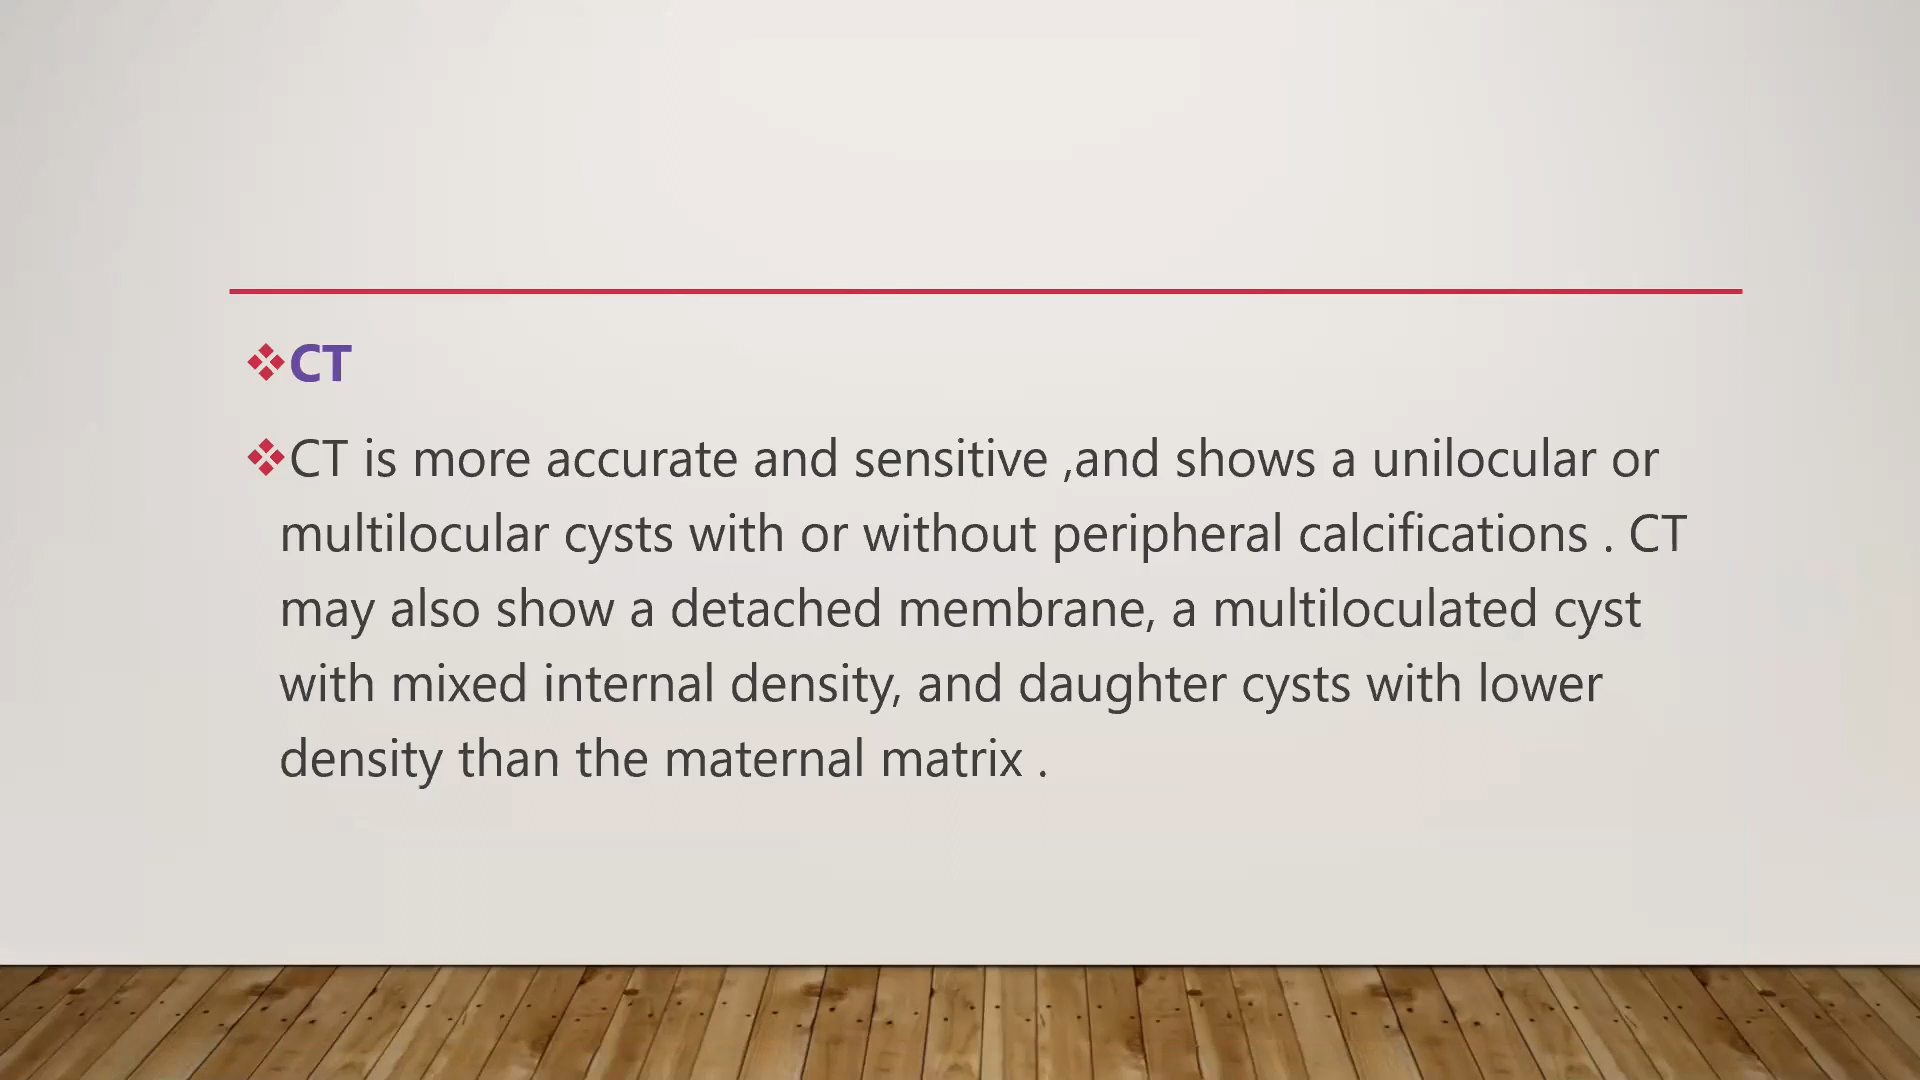 CT
CT is more accurate and sensitive ,and shows a unilocular or
multilocular cysts with or without peripheral calcifications . CT
may also show a detached membrane, a multiloculated cyst
with mixed internal density, and daughter cysts with lower
density than the maternal matrix .